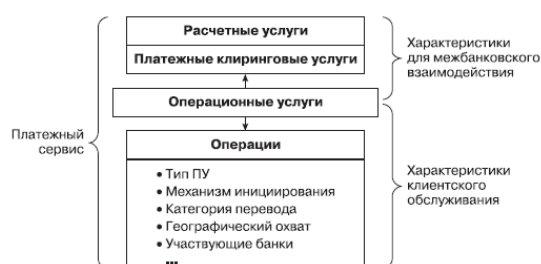 Расчетные услуги
Платежные клиринговые услуги
Операционные услуги
Операции
• Тип ПУ
• Механизм инициирования
• Категория перевода
• Географический охват
• Участвующие банки
...
Платежный
сервис
Характеристики
для межбанковского
взаимодействия
Характеристики
клиентского
обслуживания